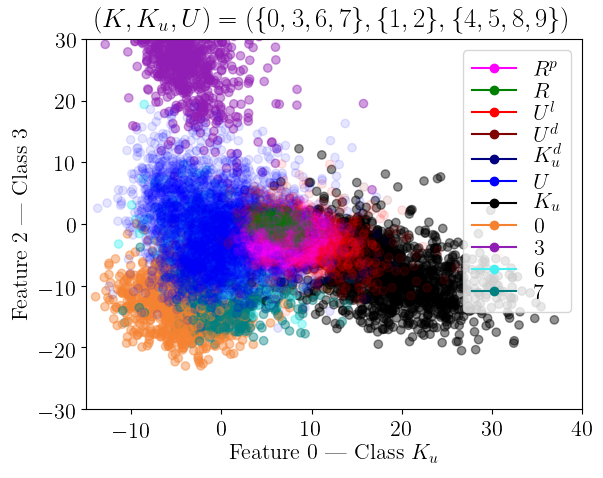 (K, K_u, U) = ({0, 3, 6, 7}, {1, 2}, {4, 5, 8, 9})
30
20
10
0
−10
−20
−30
Feature 2 — Class 3
R^p
R
U^l
U^d
K_u^d
U
K_u
0
3
6
7
−10
0
10
20
30
40
Feature 0 — Class K_u